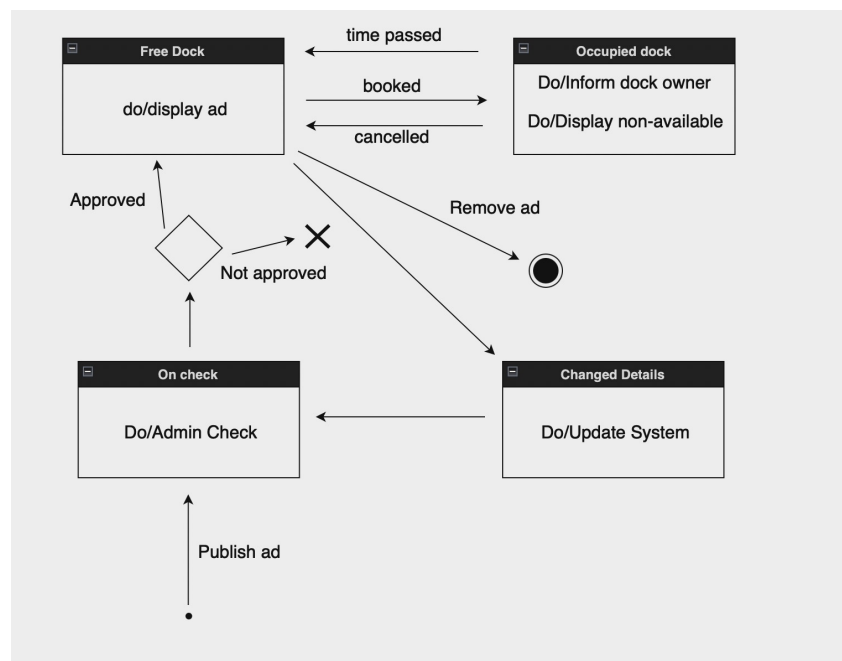 time passed
Free Dock
Occupied dock
do/display ad
booked
Do/Inform dock owner
Do/Display non-available
cancelled
Approved
Remove ad
Not approved
On check
Changed Details
Do/Admin Check
Do/Update System
Publish ad